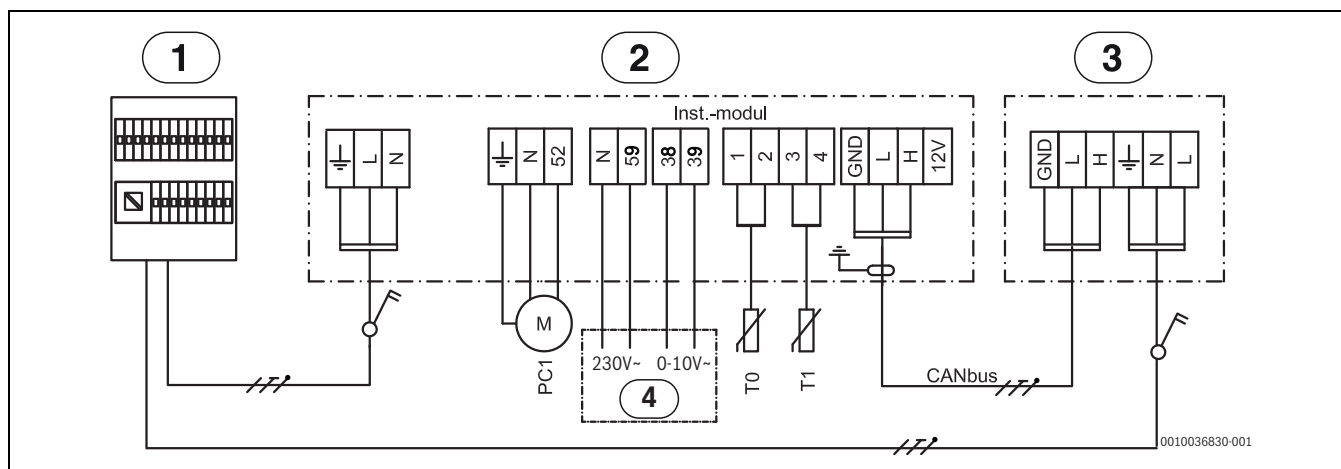 1
2
3
Inst.-modul
L
N
N
52
N
59
38
39
1
2
3
4
GND
L
H
12V
GND
L
H
N
L
M
PC1
230V~
0-10V~
4
T0
T1
CANbus
0010036830-001